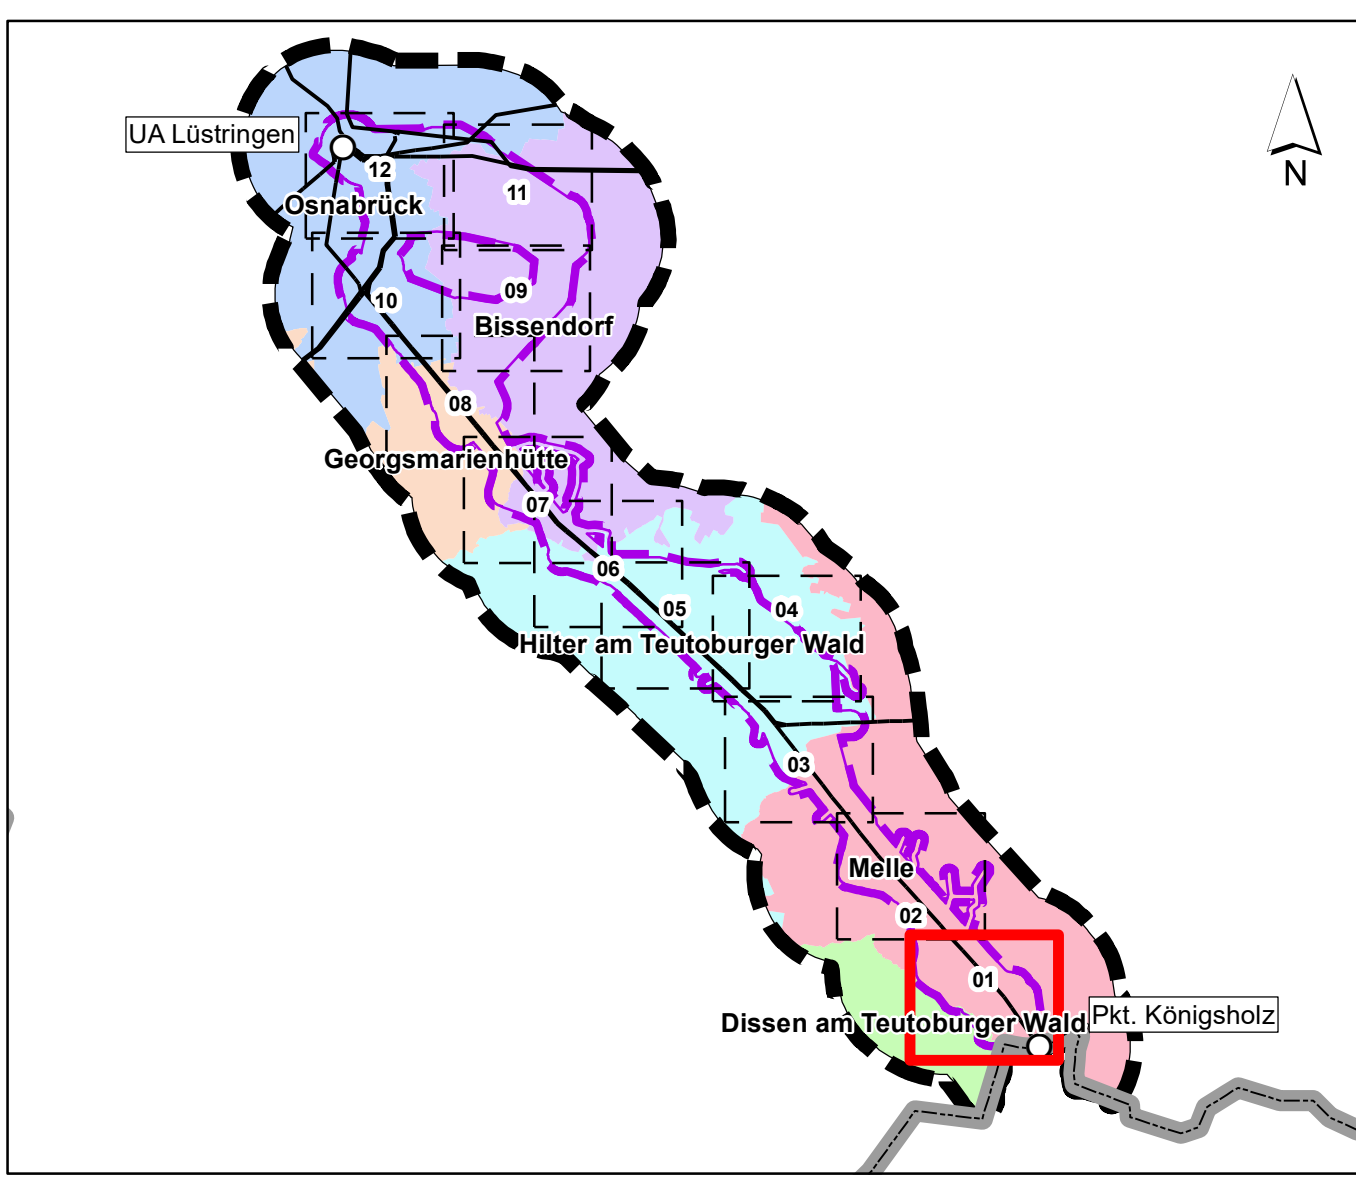 UA Lüstringen
N
12
11
Osnabrück
09
10
Bissendorf
08
Georgsmarienhütte
07
06
05
04
Hilter am Teutoburger Wald
03
Melle
02
01
Pkt. Königsholz
Dissen am Teutoburger Wald